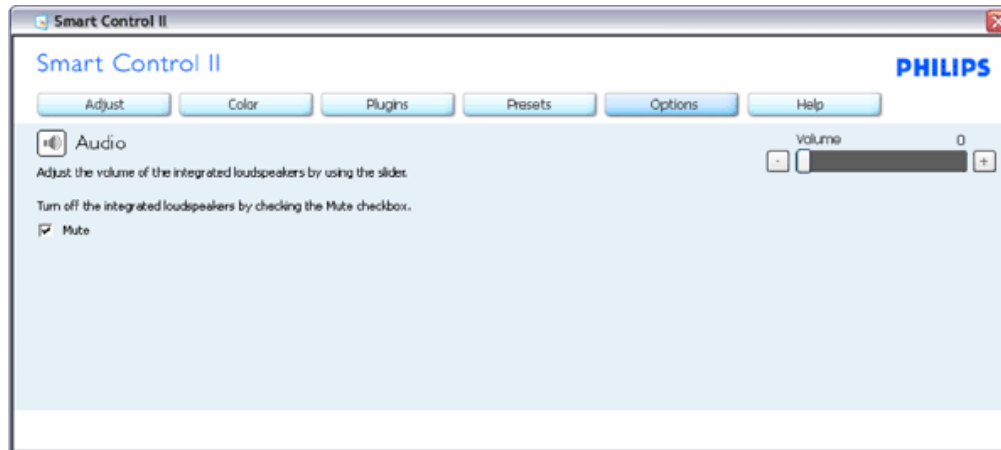 Smart Control II
Smart Control II
PHILIPS
Adjust Color Plugins Presets Options Help
Audio
Volume 0
- +
Adjust the volume of the integrated loudspeakers by using the slider.
Turn off the integrated loudspeakers by checking the Mute checkbox.
Mute